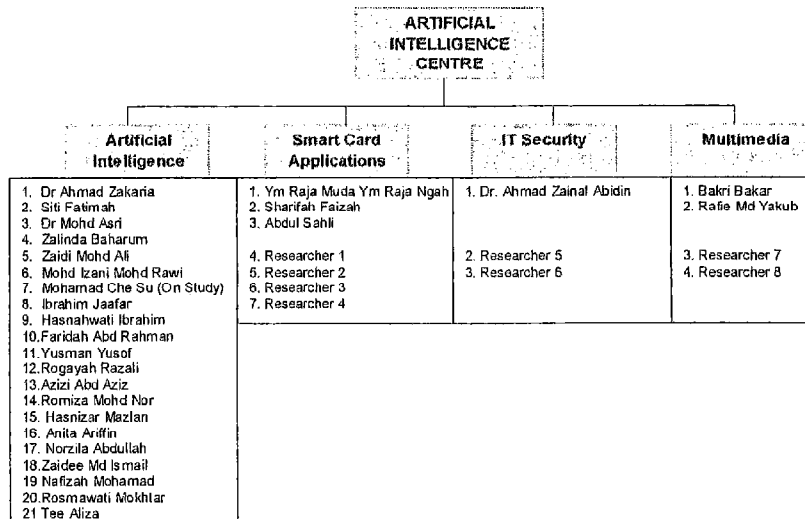 ARTIFICIAL
INTELLIGENCE
CENTRE
Artificial
Intelligence
1. Dr Ahmad Zakaria
2. Siti Fatimah
3. Dr Mohd Asri
4. Zalinda Baharum
5. Zaidi Mohd Ali
6. Mohd Izani Mohd Rawi
7. Mohamad Che Su (On Study)
8. Ibrahim Jaafar
9. Hasnahwati Ibrahim
10.Faridah Abd Rahman
11.Yusman Yusof
12.Rogayah Razali
13.Azizi Abd Aziz
14.Romiza Mohd Nor
15. Hasnizar Mazlan
16. Anita Ariffin
17. Norzila Abdullah
18.Zaidee Md Ismail
19 Nafizah Mohamad
20.Rosmawati Mokhtar
21 Tee Aliza
Smart Card
Applications
1. Ym Raja Muda Ym Raja Ngah
2. Sharifah Faizah
3. Abdul Sahli
4. Researcher 1
5. Researcher 2
6. Researcher 3
7. Researcher 4
IT Security
1. Dr. Ahmad Zainal Abidin
2. Researcher 5
3. Researcher 6
Multimedia
1. Bakri Bakar
2. Rafie Md Yakub
3. Researcher 7
4. Researcher 8